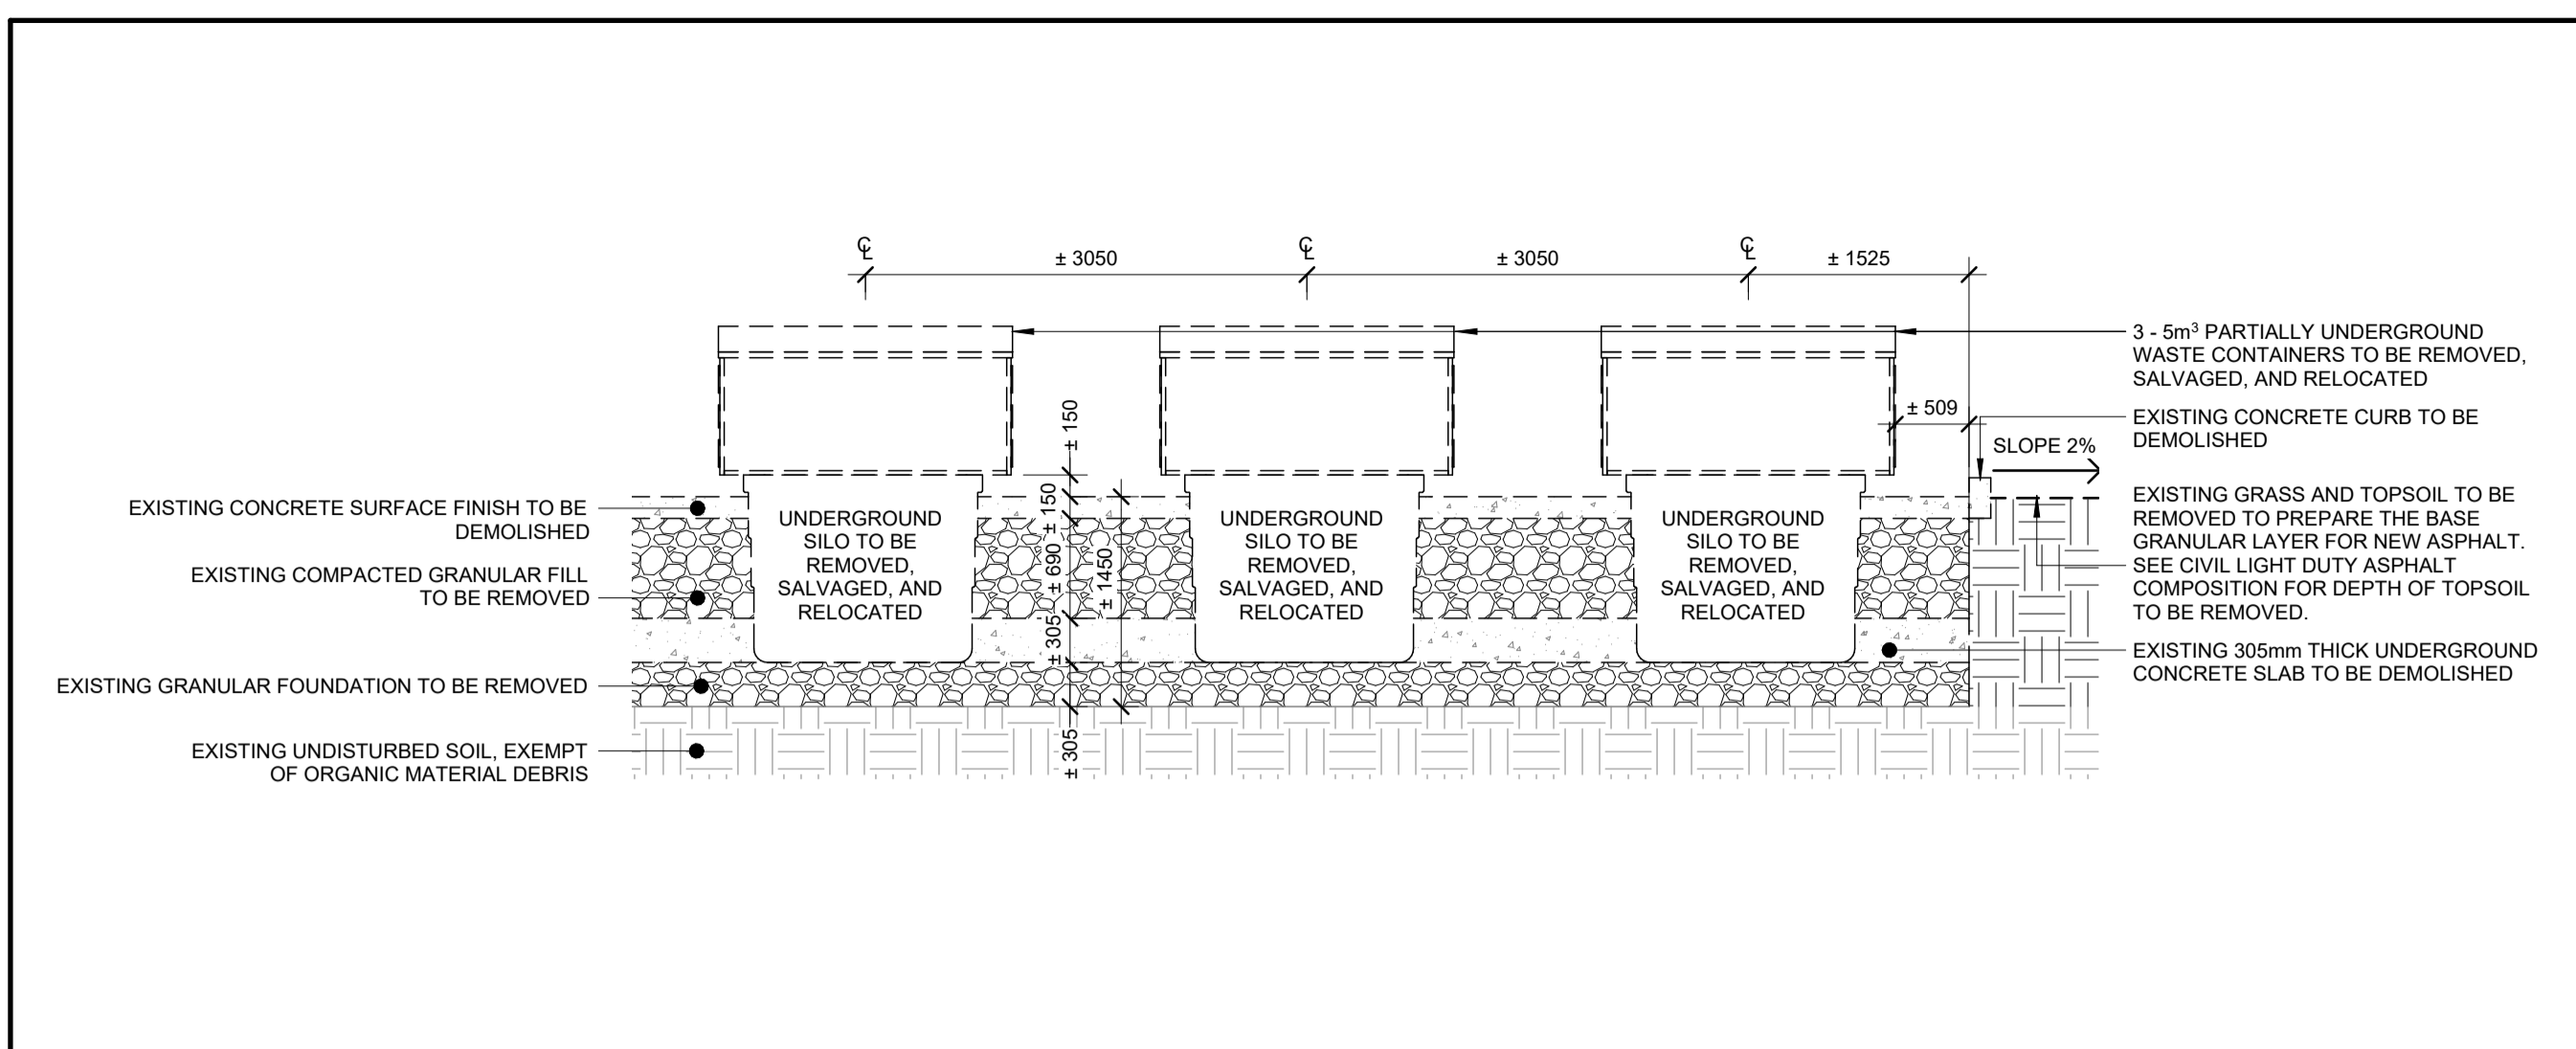 ℄
℄
℄
± 3050
± 3050
± 1525
3 - 5m³ PARTIALLY UNDERGROUND
WASTE CONTAINERS TO BE REMOVED,
SALVAGED, AND RELOCATED
± 509
EXISTING CONCRETE CURB TO BE
DEMOLISHED
SLOPE 2%
EXISTING GRASS AND TOPSOIL TO BE
REMOVED TO PREPARE THE BASE
GRANULAR LAYER FOR NEW ASPHALT.
SEE CIVIL LIGHT DUTY ASPHALT
COMPOSITION FOR DEPTH OF TOPSOIL
TO BE REMOVED.
EXISTING 305mm THICK UNDERGROUND
CONCRETE SLAB TO BE DEMOLISHED
EXISTING CONCRETE SURFACE FINISH TO BE
DEMOLISHED
EXISTING COMPACTED GRANULAR FILL
TO BE REMOVED
EXISTING GRANULAR FOUNDATION TO BE REMOVED
EXISTING UNDISTURBED SOIL, EXEMPT
OF ORGANIC MATERIAL DEBRIS
UNDERGROUND
SILO TO BE
REMOVED,
SALVAGED, AND
RELOCATED
± 150
± 150
± 690
± 305
± 305
± 1450
UNDERGROUND
SILO TO BE
REMOVED,
SALVAGED, AND
RELOCATED
UNDERGROUND
SILO TO BE
REMOVED,
SALVAGED, AND
RELOCATED